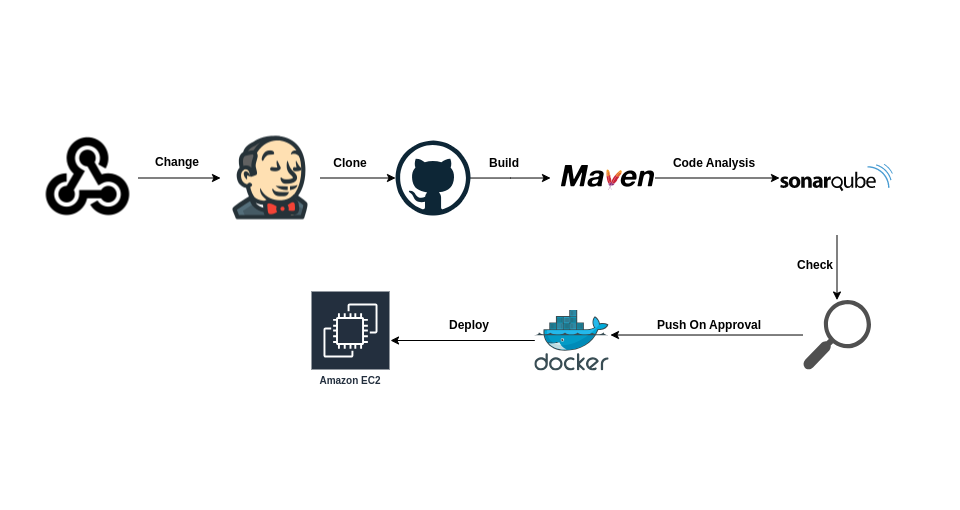 Change
Clone
Build
Maven
Code Analysis
sonarqube
Check
Push On Approval
docker
Deploy
Amazon EC2